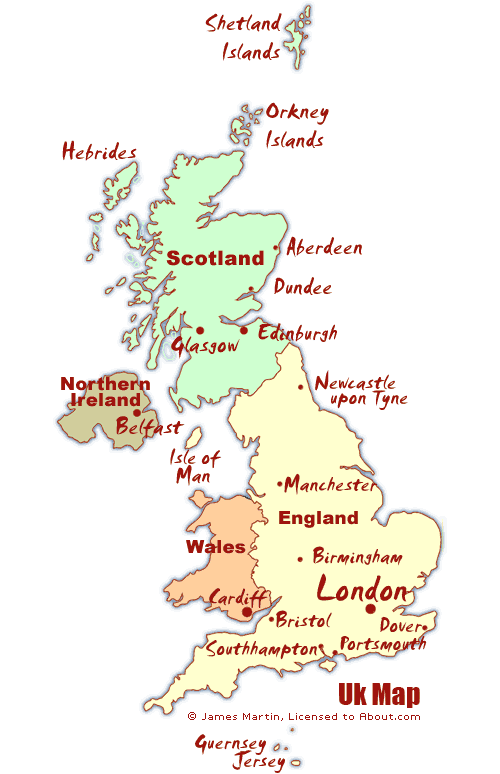 Shetland
Islands
Orkney
Islands
Hebrides
Aberdeen
Scotland
Dundee
Glasgow
Edinburgh
Northern
Ireland
Belfast
Newcastle
upon Tyne
Isle of
Man
Manchester
England
Wales
Birmingham
London
Cardiff
Bristol
Dover
Southhampton
Portsmouth
Uk Map
© James Martin, Licensed to About.com
Guernsey
Jersey